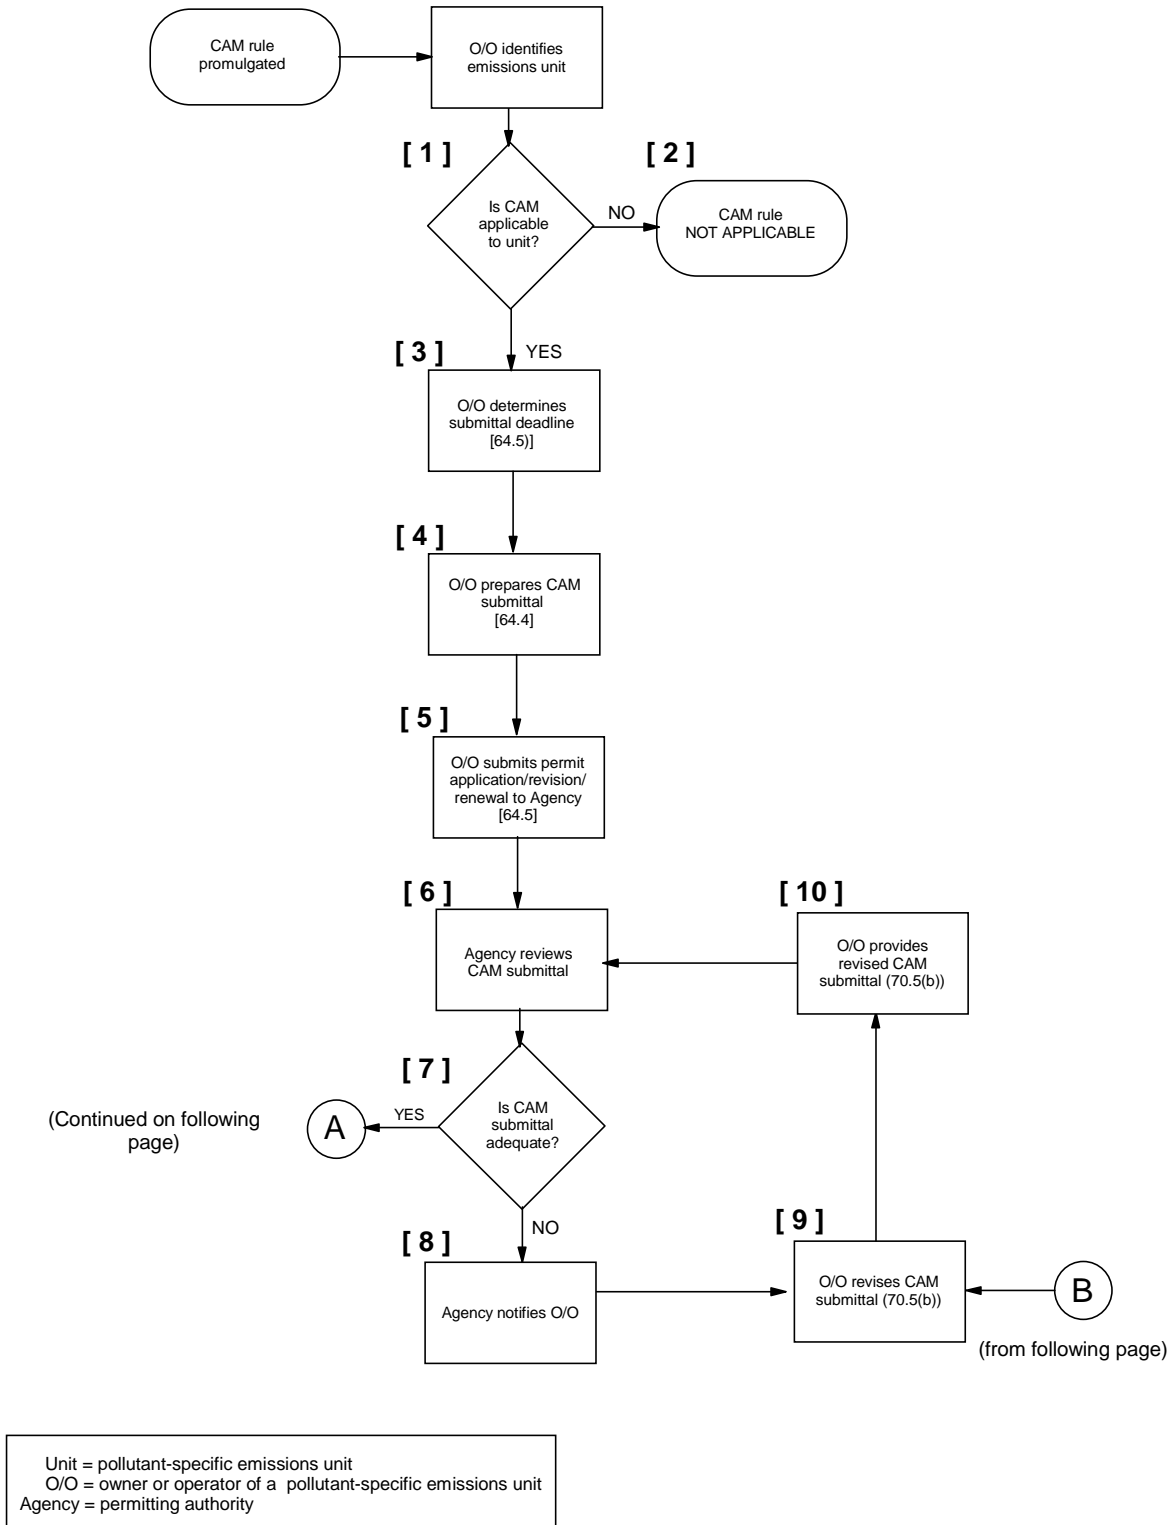 CAM rule
promulgated
O/O identifies
emissions unit
[ 1 ]
[ 2 ]
Is CAM
applicable
to unit?
NO
CAM rule
NOT APPLICABLE
YES
[ 3 ]
O/O determines
submittal deadline
[64.5)]
[ 4 ]
O/O prepares CAM
submittal
[64.4]
[ 5 ]
O/O submits permit
application/revision/
renewal to Agency
[64.5]
[ 6 ]
Agency reviews
CAM submittal
[ 10 ]
O/O provides
revised CAM
submittal (70.5(b))
[ 7 ]
Is CAM
submittal
adequate?
YES
A
(Continued on following
page)
NO
[ 8 ]
Agency notifies O/O
[ 9 ]
O/O revises CAM
submittal (70.5(b))
B
(from following page)
Unit = pollutant-specific emissions unit
O/O = owner or operator of a pollutant-specific emissions unit
Agency = permitting authority